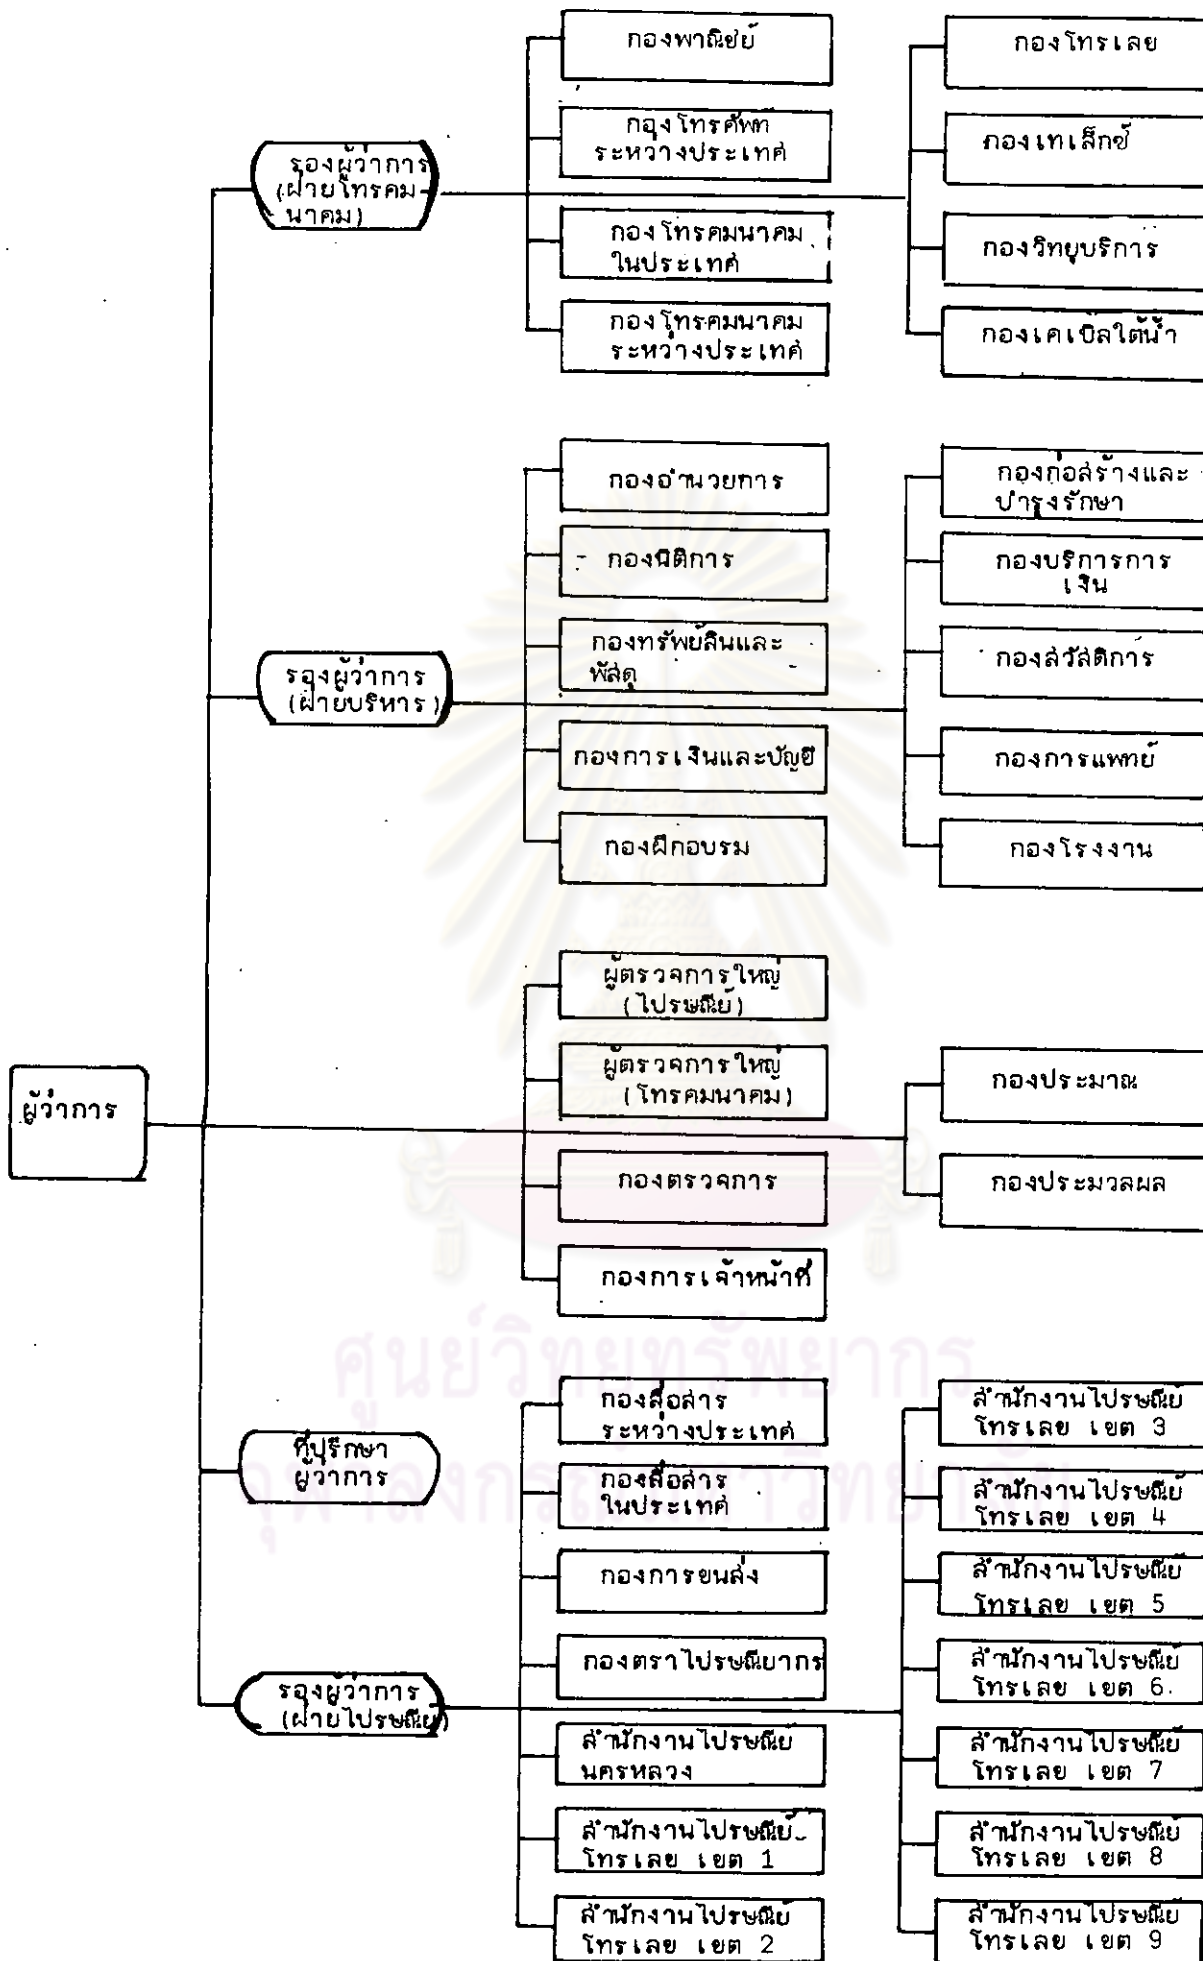 กองพาณิชย์
กองโทรศัพท์
ระหว่างประเทศ
กองโทรคมนาคม
ในประเทศ
กองโทรคมนาคม
ระหว่างประเทศ
กองโทรเลข
กองเทเล็กซ์
กองวิทยุบริการ
กองเคเบิลใต้น้ำ
รองผู้ว่าการ
(ฝ่ายโทรคม-
นาคม)
กองอำนวยการ
กองนิติการ
กองทรัพย์สินและ
พัสดุ
กองการเงินและบัญชี
กองฝึกอบรม
กองก่อสร้างและ
บำรุงรักษา
กองบริการการ
เงิน
กองสวัสดิการ
กองการแพทย์
กองโรงงาน
รองผู้ว่าการ
(ฝ่ายบริหาร)
ผู้ตรวจการใหญ่
(ไปรษณีย์)
ผู้ตรวจการใหญ่
(โทรคมนาคม)
กองตรวจการ
กองการเจ้าหน้าที่
กองประมาณ
กองประมวลผล
ผู้ว่าการ
ศูนย์วิทยทรัพยากร
จุฬาลงกรณ์มหาวิทยาลัย
ที่ปรึกษา
ผู้ว่าการ
กองสื่อสาร
ระหว่างประเทศ
กองสื่อสาร
ในประเทศ
กองการขนส่ง
กองตราไปรษณียากร
สำนักงานไปรษณีย์
นครหลวง
สำนักงานไปรษณีย์
โทรเลข เขต 1
สำนักงานไปรษณีย์
โทรเลข เขต 2
สำนักงานไปรษณีย์
โทรเลข เขต 3
สำนักงานไปรษณีย์
โทรเลข เขต 4
สำนักงานไปรษณีย์
โทรเลข เขต 5
สำนักงานไปรษณีย์
โทรเลข เขต 6
สำนักงานไปรษณีย์
โทรเลข เขต 7
สำนักงานไปรษณีย์
โทรเลข เขต 8
สำนักงานไปรษณีย์
โทรเลข เขต 9
รองผู้ว่าการ
(ฝ่ายไปรษณีย์)